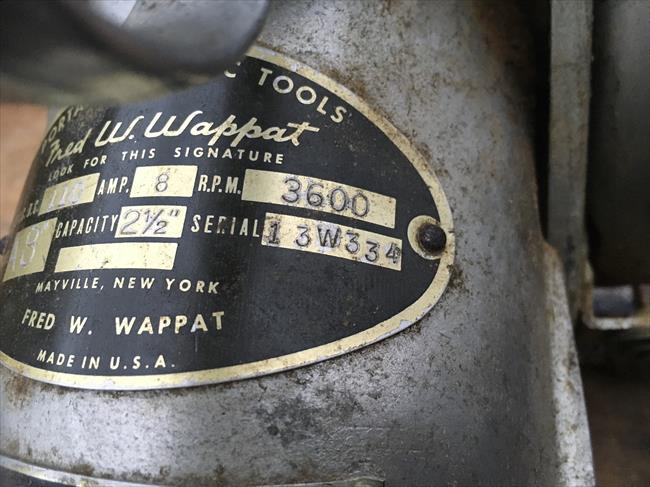 TOOLS
Fred W. Wappat
LOOK FOR THIS SIGNATURE
AMP. 8 R.P.M. 3600
CAPACITY 2½" SERIAL 13W334
MAYVILLE, NEW YORK
FRED W. WAPPAT
MADE IN U.S.A.